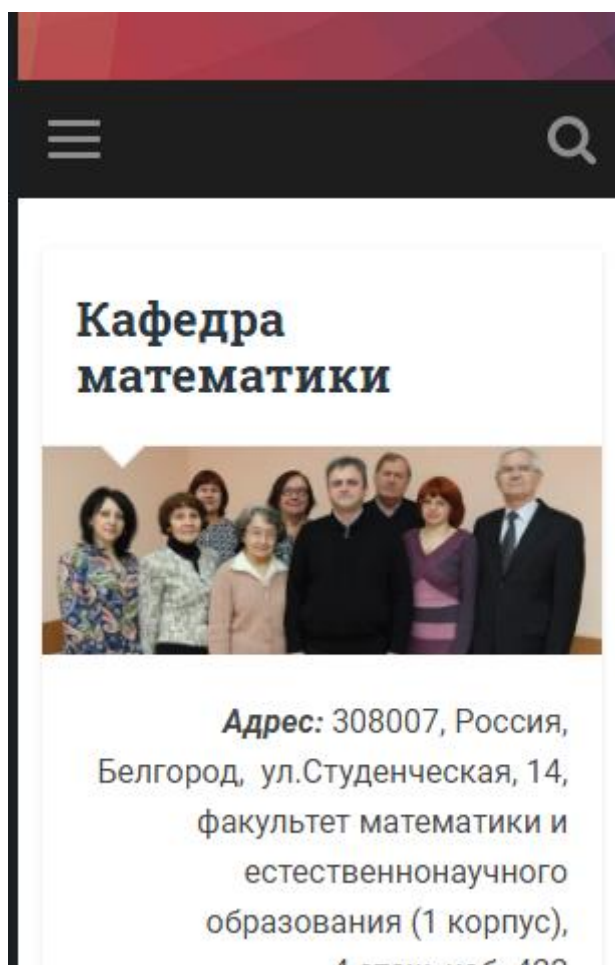 Кафедра
математики
Адрес: 308007, Россия,
Белгород,  ул.Студенческая, 14,
факультет математики и
естественнонаучного
образования (1 корпус),